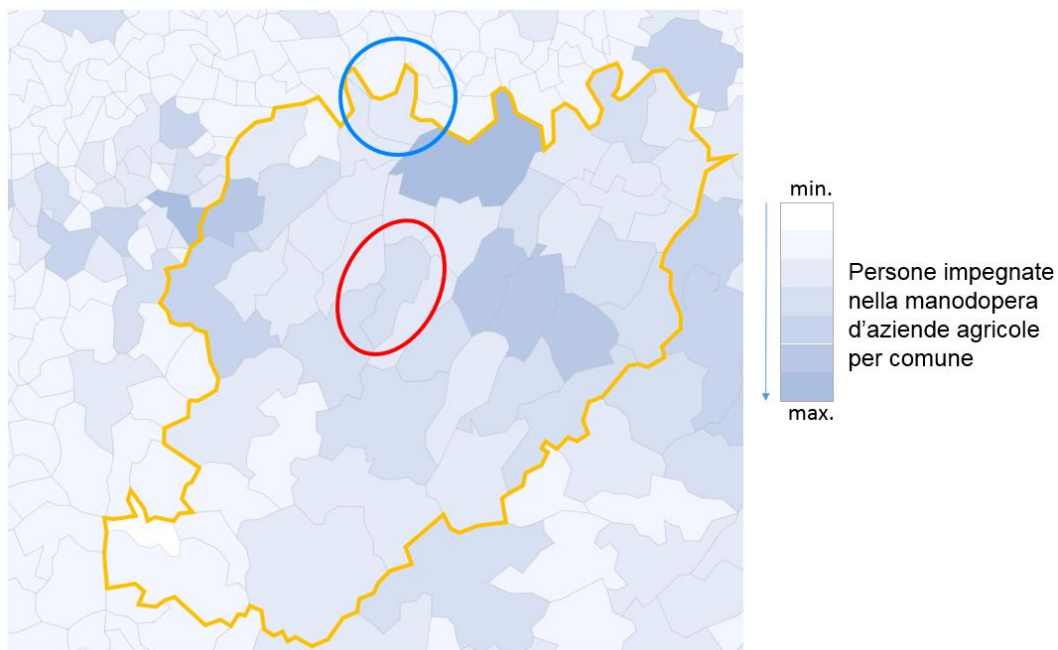 min.
Persone impegnate
nella manodopera
d'aziende agricole
per comune
max.